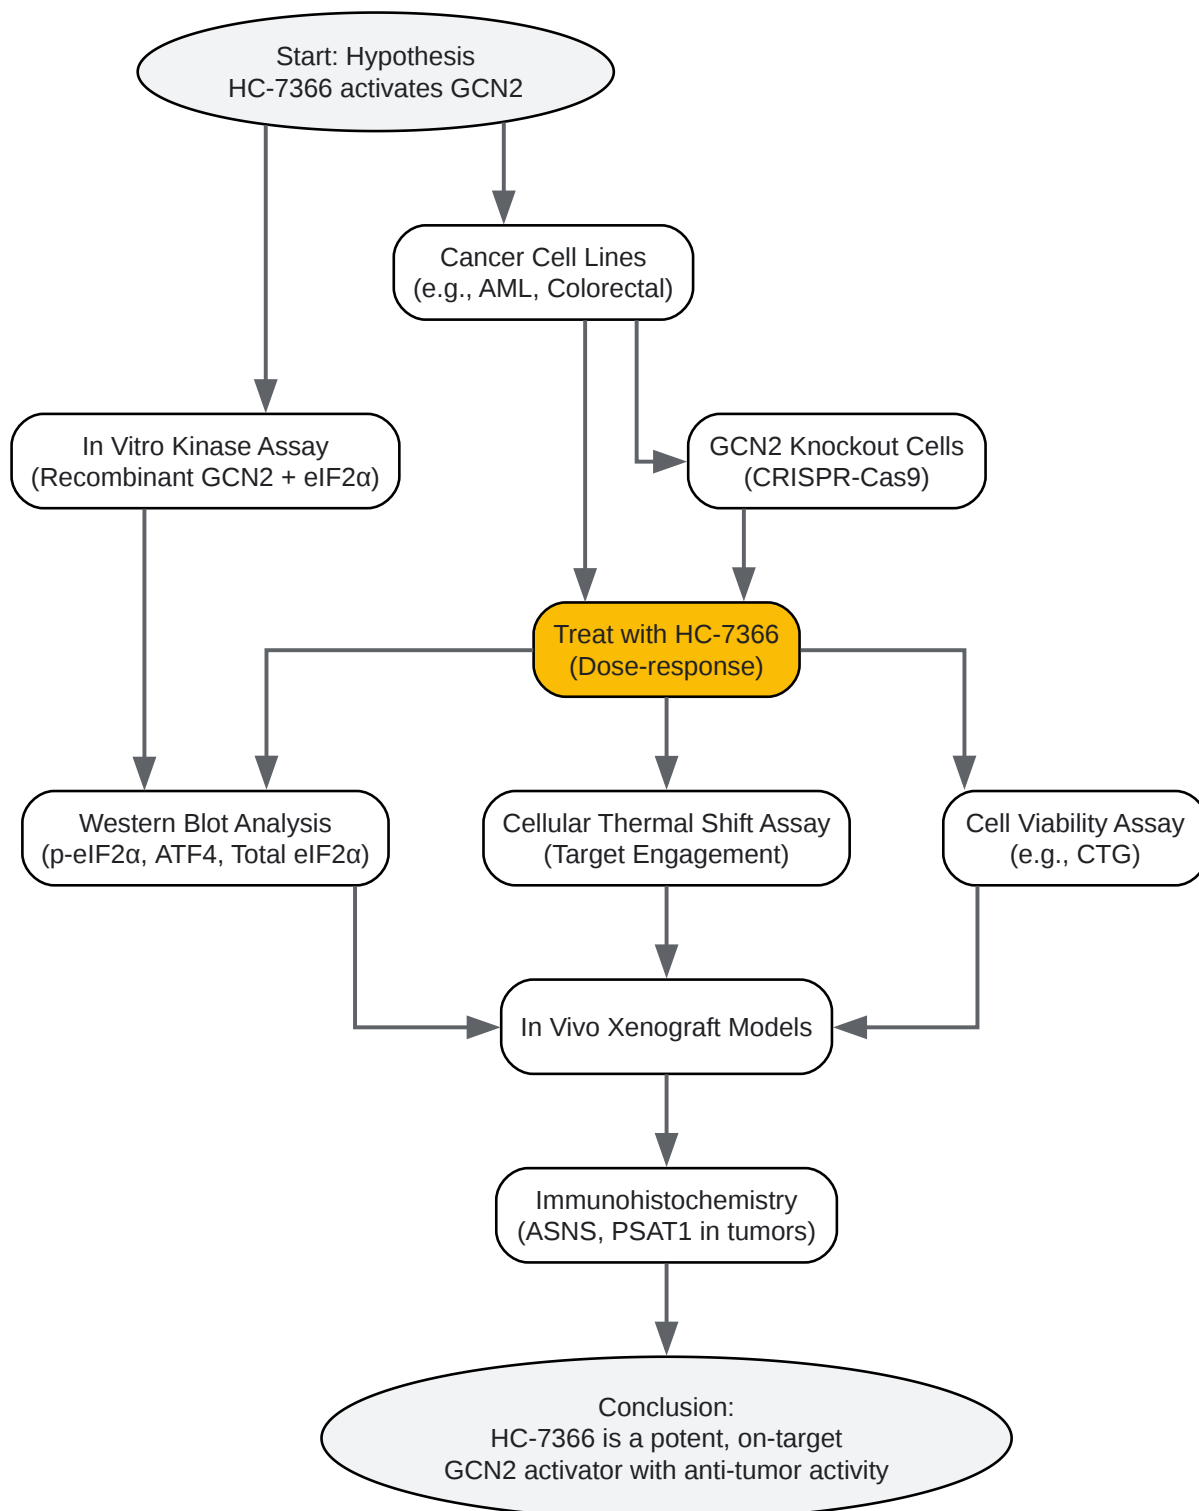 Start: Hypothesis
HC-7366 activates GCN2
Cancer Cell Lines
(e.g., AML, Colorectal)
In Vitro Kinase Assay
(Recombinant GCN2 + eIF2α)
GCN2 Knockout Cells
(CRISPR-Cas9)
Treat with HC-7366
(Dose-response)
Western Blot Analysis
(p-eIF2α, ATF4, Total eIF2α)
Cellular Thermal Shift Assay
(Target Engagement)
Cell Viability Assay
(e.g., CTG)
In Vivo Xenograft Models
Immunohistochemistry
(ASNS, PSAT1 in tumors)
Conclusion:
HC-7366 is a potent, on-target
GCN2 activator with anti-tumor activity